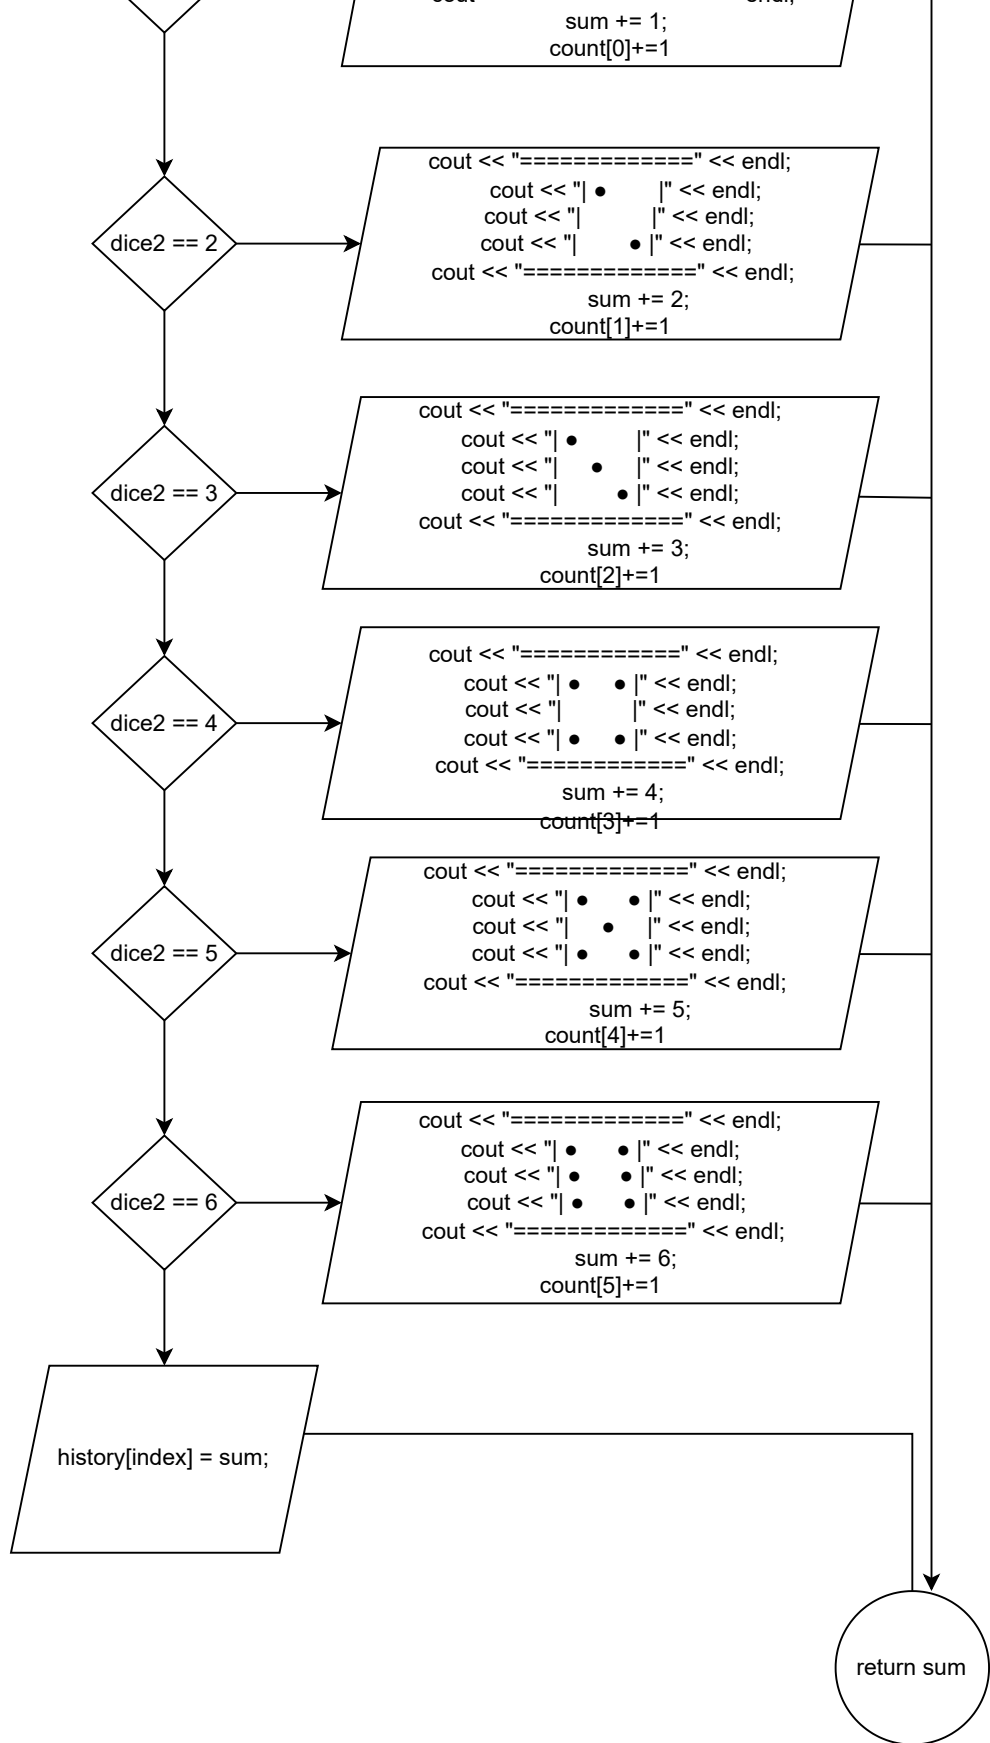 sum += 1;
count[0]+=1
dice2 == 2
cout << "=============" << endl;
cout << "| ●        |" << endl;
cout << "|           |" << endl;
cout << "|         ● |" << endl;
cout << "=============" << endl;
sum += 2;
count[1]+=1
dice2 == 3
cout << "=============" << endl;
cout << "| ●         |" << endl;
cout << "|     ●     |" << endl;
cout << "|         ● |" << endl;
cout << "=============" << endl;
sum += 3;
count[2]+=1
dice2 == 4
cout << "============" << endl;
cout << "| ●     ● |" << endl;
cout << "|           |" << endl;
cout << "| ●     ● |" << endl;
cout << "============" << endl;
sum += 4;
count[3]+=1
dice2 == 5
cout << "=============" << endl;
cout << "| ●      ● |" << endl;
cout << "|     ●     |" << endl;
cout << "| ●      ● |" << endl;
cout << "=============" << endl;
sum += 5;
count[4]+=1
dice2 == 6
cout << "=============" << endl;
cout << "| ●      ● |" << endl;
cout << "| ●      ● |" << endl;
cout << "| ●      ● |" << endl;
cout << "=============" << endl;
sum += 6;
count[5]+=1
history[index] = sum;
return sum